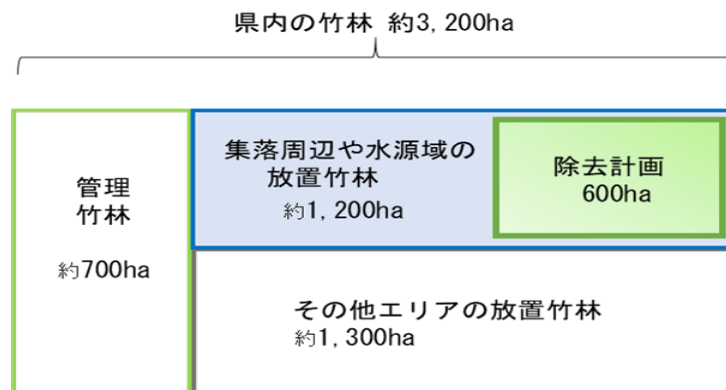 県内の竹林 約3,200ha
管理
竹林
約700ha
集落周辺や水源域の
放置竹林
約1,200ha
除去計画
600ha
その他エリアの放置竹林
約1,300ha